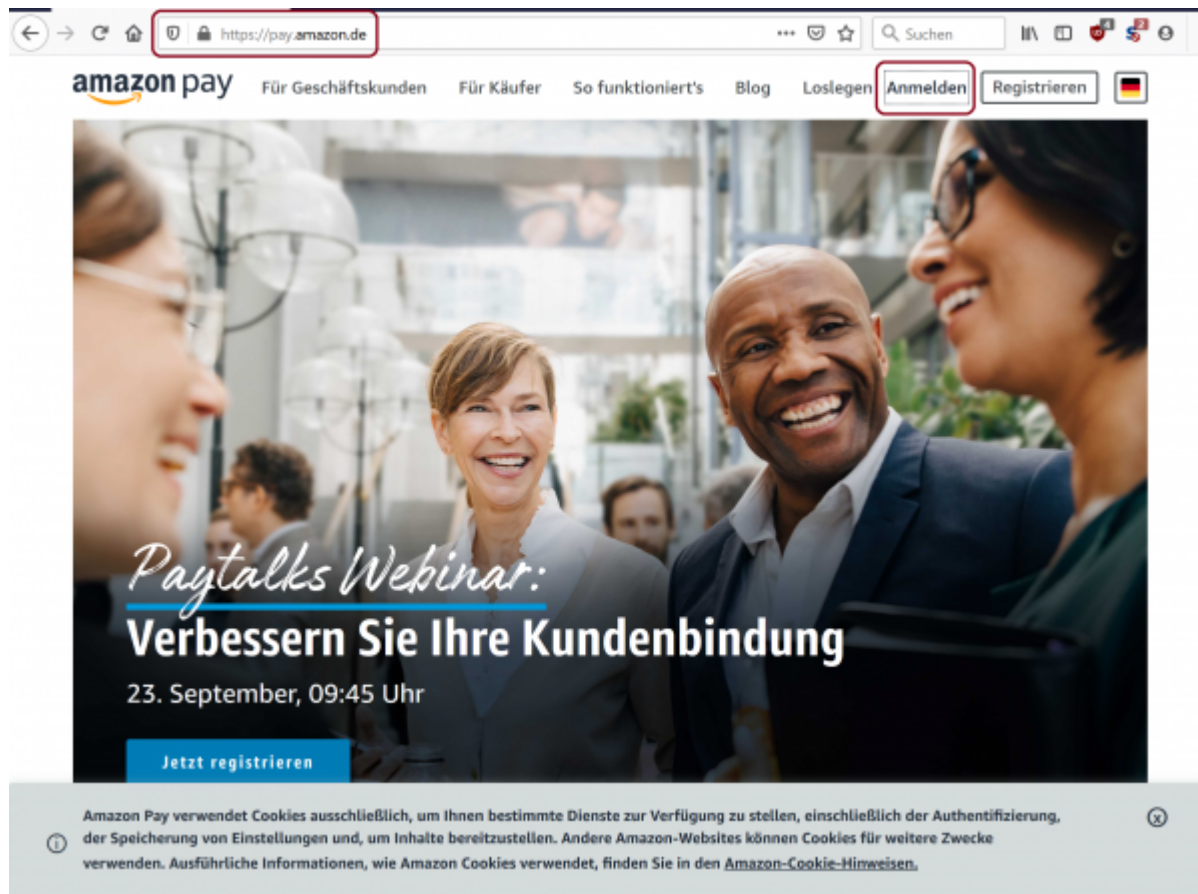 https://pay.amazon.de
Suchen
amazon pay Für Geschäftskunden Für Käufer So funktioniert's Blog Loslegen Anmelden Registrieren
Paytalks Webinar:
Verbessern Sie Ihre Kundenbindung
23. September, 09:45 Uhr
Jetzt registrieren
Amazon Pay verwendet Cookies ausschließlich, um Ihnen bestimmte Dienste zur Verfügung zu stellen, einschließlich der Authentifizierung,
der Speicherung von Einstellungen und, um Inhalte bereitzustellen. Andere Amazon-Websites können Cookies für weitere Zwecke
verwenden. Ausführliche Informationen, wie Amazon Cookies verwendet, finden Sie in den Amazon-Cookie-Hinweisen.